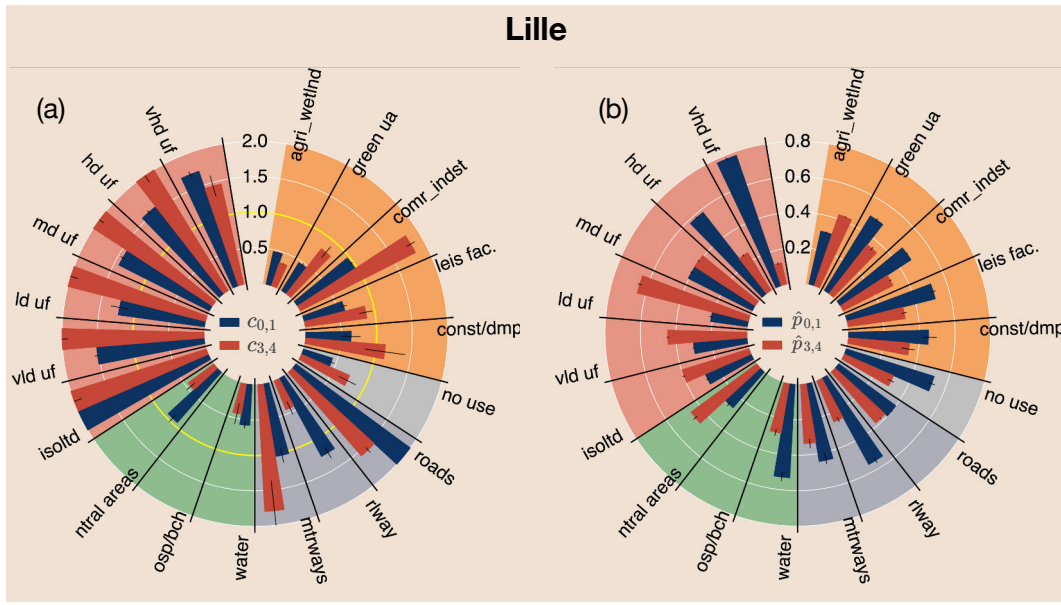 Lille
(a)
2.0
1.5
1.0
0.5
agri_wetlnd
green ua
comr_indst
leis fac.
const/dmp
no use
roads
rlway
mtrways
water
osp/bch
ntral areas
isoltd
vld uf
ld uf
md uf
hd uf
vhd uf
c0,1
c3,4
(b)
0.8
0.6
0.4
0.2
agri_wetlnd
green ua
comr_indst
leis fac.
const/dmp
no use
roads
rlway
mtrways
water
osp/bch
ntral areas
isoltd
vld uf
ld uf
md uf
hd uf
vhd uf
p̂0,1
p̂3,4